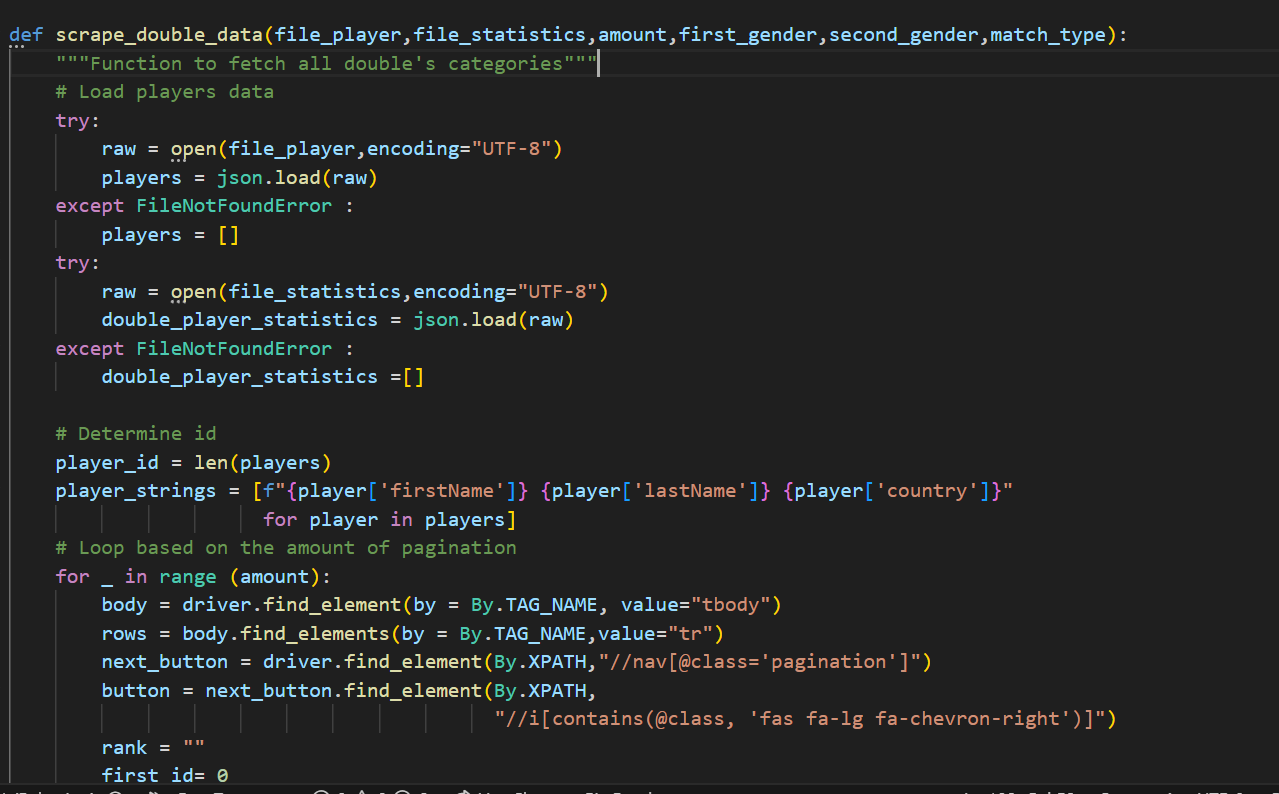 def scrape_double_data(file_player,file_statistics,amount,first_gender,second_gender,match_type):
    """Function to fetch all double's categories"""
    # Load players data
    try:
        raw = open(file_player,encoding="UTF-8")
        players = json.load(raw)
    except FileNotFoundError :
        players = []
    try:
        raw = open(file_statistics,encoding="UTF-8")
        double_player_statistics = json.load(raw)
    except FileNotFoundError :
        double_player_statistics =[]

    # Determine id
    player_id = len(players)
    player_strings = [f"{player['firstName']} {player['lastName']} {player['country']}"
                      for player in players]
    # Loop based on the amount of pagination
    for _ in range (amount):
        body = driver.find_element(by = By.TAG_NAME, value="tbody")
        rows = body.find_elements(by = By.TAG_NAME,value="tr")
        next_button = driver.find_element(By.XPATH,"//nav[@class='pagination']")
        button = next_button.find_element(By.XPATH,
                                          "//i[contains(@class, 'fas fa-lg fa-chevron-right')]")
        rank = ""
        first_id= 0